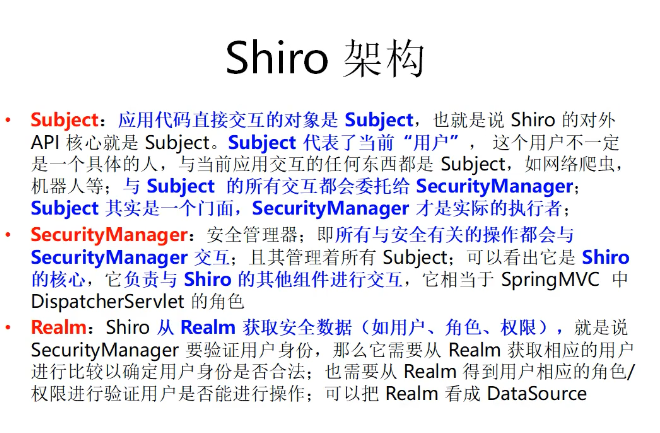 Shiro 架构
• Subject：应用代码直接交互的对象是 Subject，也就是说 Shiro 的对外
API 核心就是 Subject。Subject 代表了当前“用户”， 这个用户不一定
是一个具体的人，与当前应用交互的任何东西都是 Subject，如网络爬虫，
机器人等；与 Subject 的所有交互都会委托给 SecurityManager；
Subject 其实是一个门面，SecurityManager 才是实际的执行者；
• SecurityManager：安全管理器；即所有与安全有关的操作都会与
SecurityManager 交互；且其管理着所有 Subject；可以看出它是 Shiro
的核心，它负责与 Shiro 的其他组件进行交互，它相当于 SpringMVC 中
DispatcherServlet 的角色
• Realm：Shiro 从 Realm 获取安全数据（如用户、角色、权限），就是说
SecurityManager 要验证用户身份，那么它需要从 Realm 获取相应的用户
进行比较以确定用户身份是否合法；也需要从 Realm 得到用户相应的角色/
权限进行验证用户是否能进行操作；可以把 Realm 看成 DataSource